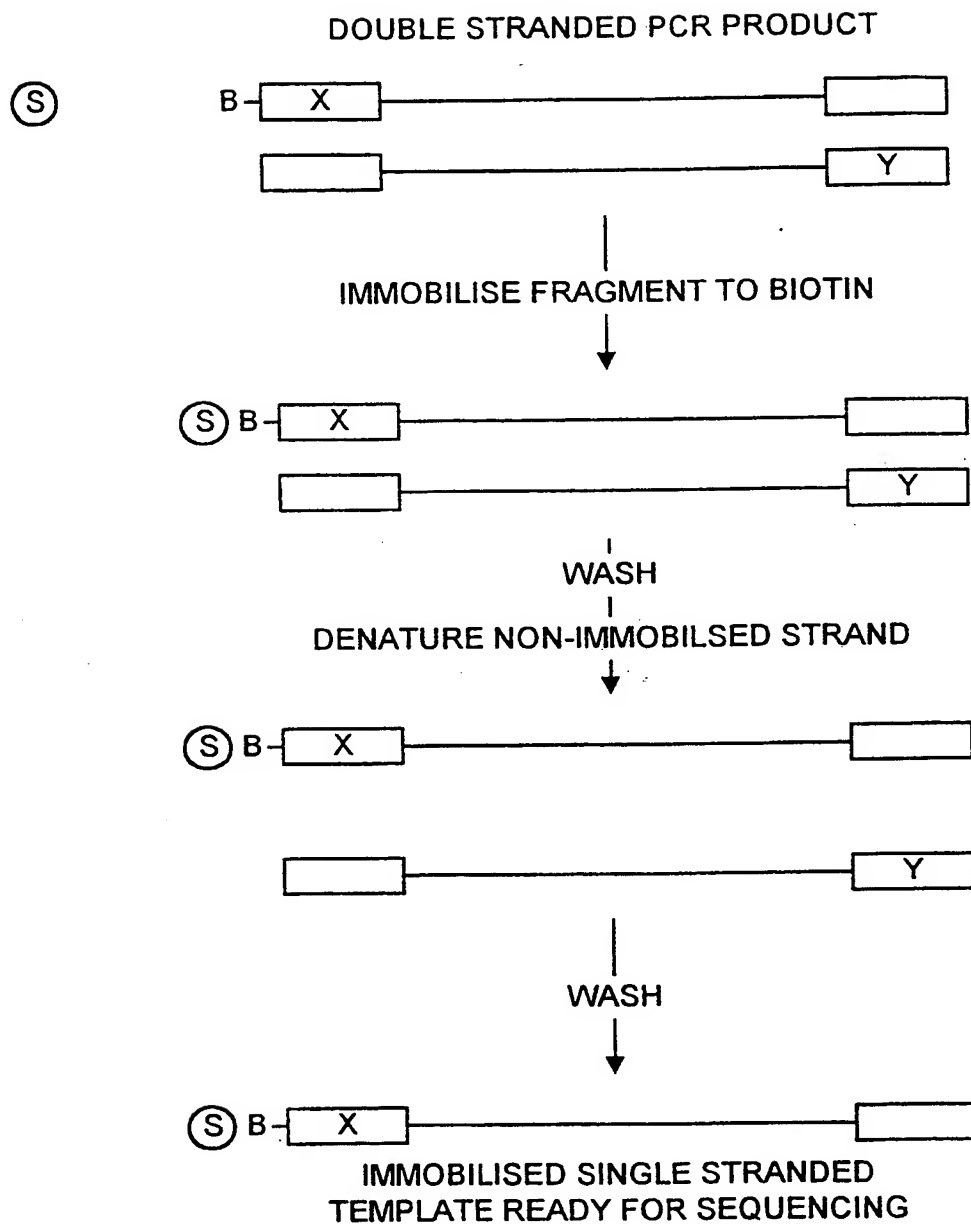 DOUBLE STRANDED PCR PRODUCT
S B X
Y
IMMOBILISE FRAGMENT TO BIOTIN
S B X
Y
WASH
DENATURE NON-IMMOBILSED STRAND
S B X
Y
WASH
S B X
IMMOBILISED SINGLE STRANDED
TEMPLATE READY FOR SEQUENCING